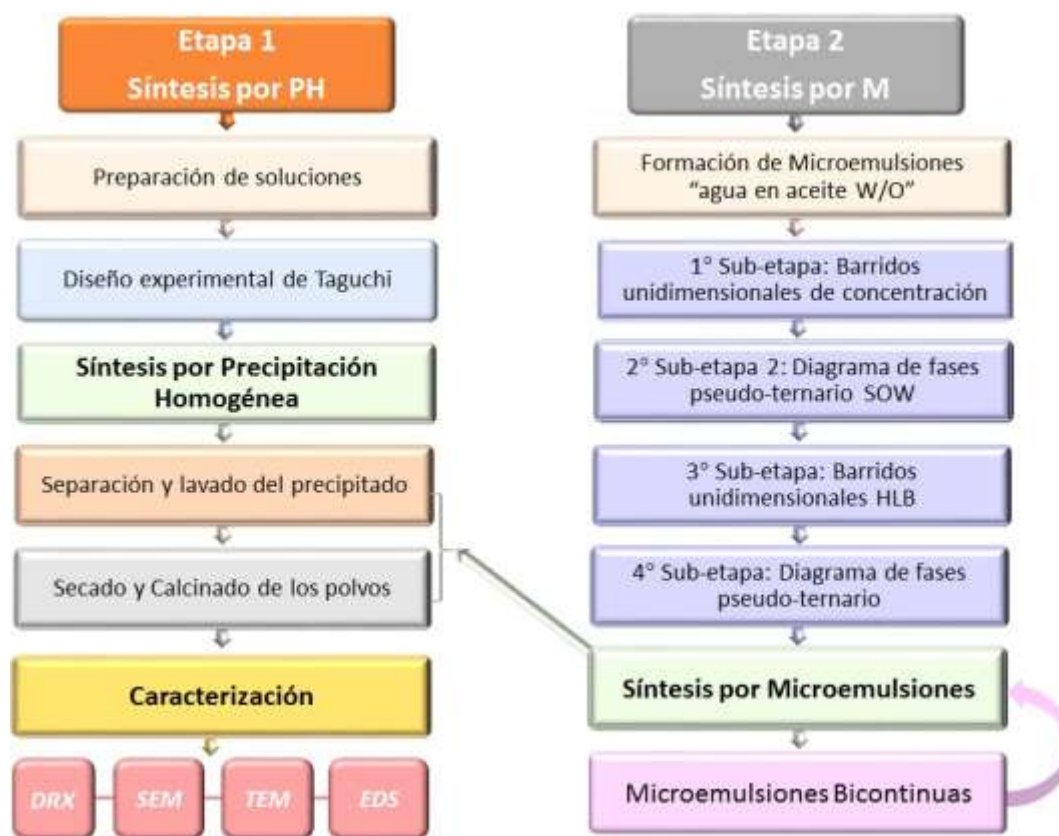 Etapa 1
Síntesis por PH
Preparación de soluciones
Diseño experimental de Taguchi
Síntesis por Precipitación
Homogénea
Separación y lavado del precipitado
Secado y Calcinado de los polvos
Caracterización
DRX
SEM
TEM
EDS
Etapa 2
Síntesis por M
Formación de Microemulsiones
“agua en aceite W/O”
1° Sub-etapa: Barridos
unidimensionales de concentración
2° Sub-etapa 2: Diagrama de fases
pseudo-ternario SOW
3° Sub-etapa: Barridos
unidimensionales HLB
4° Sub-etapa: Diagrama de fases
pseudo-ternario
Síntesis por Microemulsiones
Microemulsiones Bicontinuas